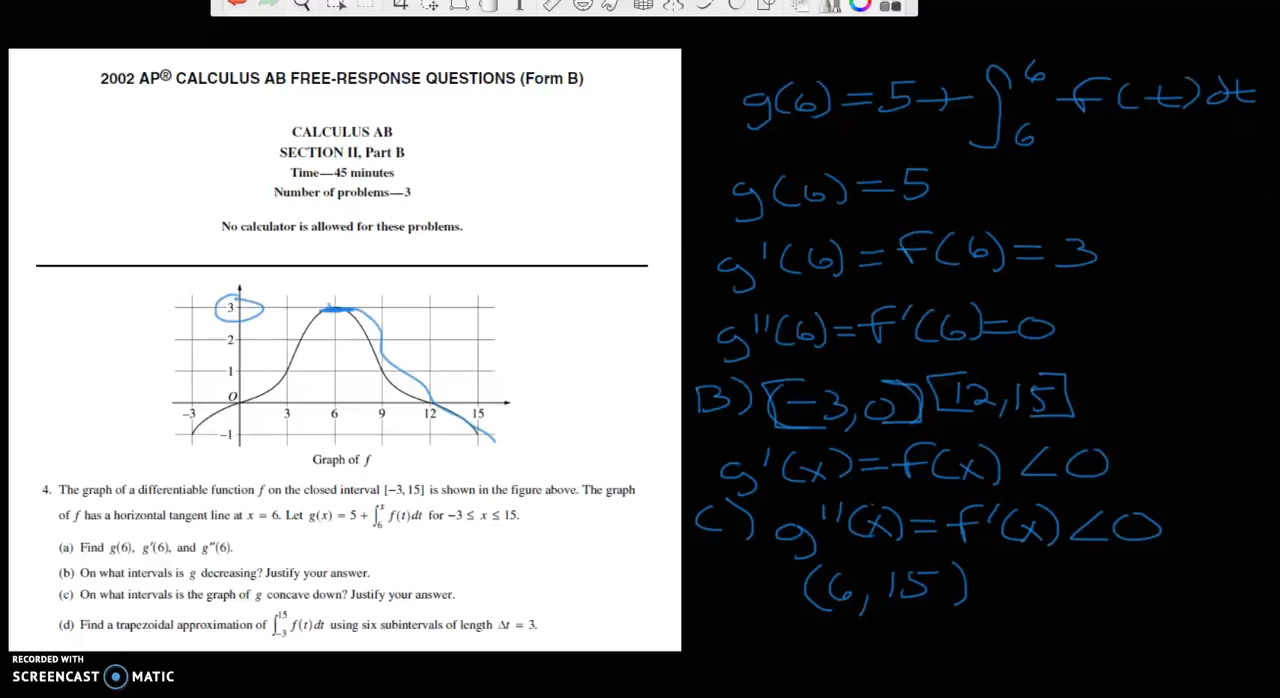 2002 AP® CALCULUS AB FREE-RESPONSE QUESTIONS (Form B)
CALCULUS AB
SECTION II, Part B
Time—45 minutes
Number of problems—3
No calculator is allowed for these problems.
3
2
1
O
-3 3 6 9 12 15
-1
Graph of f
4. The graph of a differentiable function f on the closed interval [−3, 15] is shown in the figure above. The graph
of f has a horizontal tangent line at x = 6. Let g(x) = 5 + ∫_6^x f(t)dt for −3 ≤ x ≤ 15.
(a) Find g(6), g′(6), and g″(6).
(b) On what intervals is g decreasing? Justify your answer.
(c) On what intervals is the graph of g concave down? Justify your answer.
(d) Find a trapezoidal approximation of ∫_{−3}^{15} f(t)dt using six subintervals of length Δt = 3.
g(6) = 5 + ∫_6^6 f(t)dt
g(6) = 5
g'(6) = f(6) = 3
g''(6) = f'(6) = 0
B) [-3,0] [12,15]
g'(x) = f(x) < 0
C) g''(x) = f'(x) < 0
(6,15)
RECORDED WITH
SCREENCAST MATIC